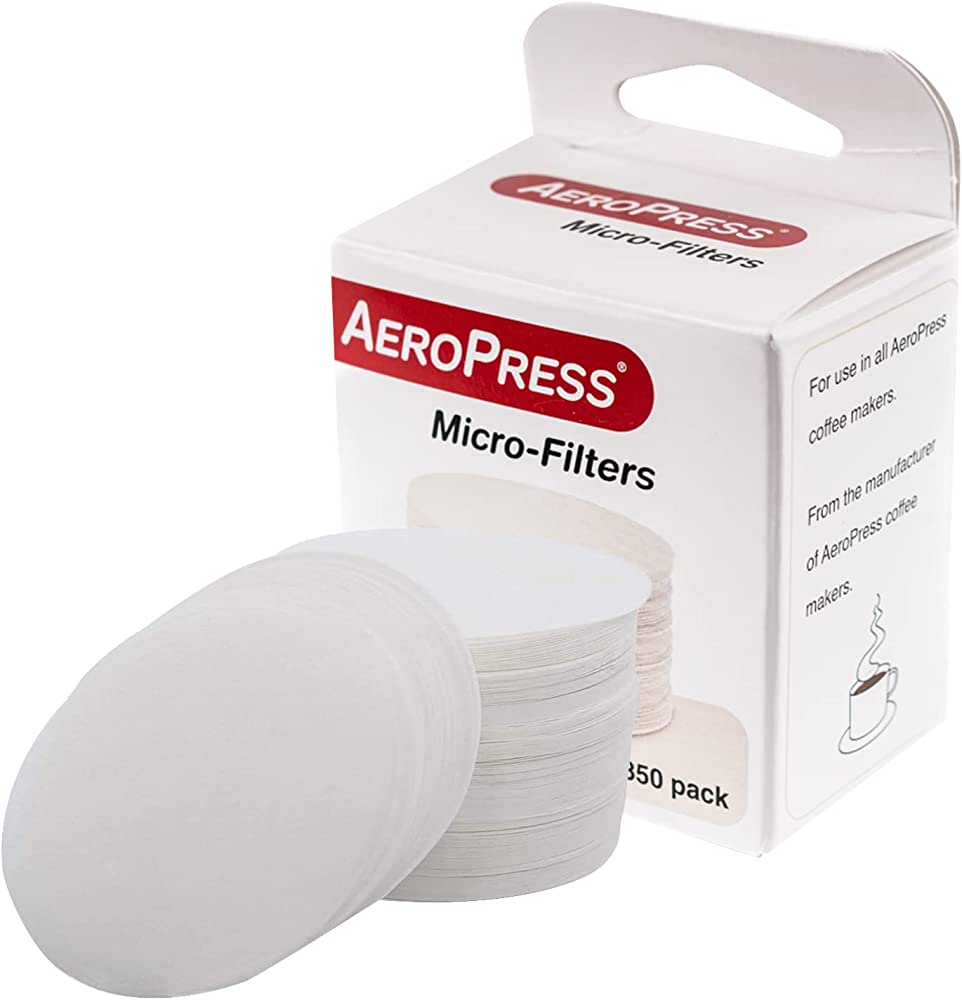 AEROPRESS®
Micro-Filters
AEROPRESS®
Micro-Filters
350 pack
For use in all AeroPress
coffee makers.
From the manufacturer
of AeroPress coffee
makers.